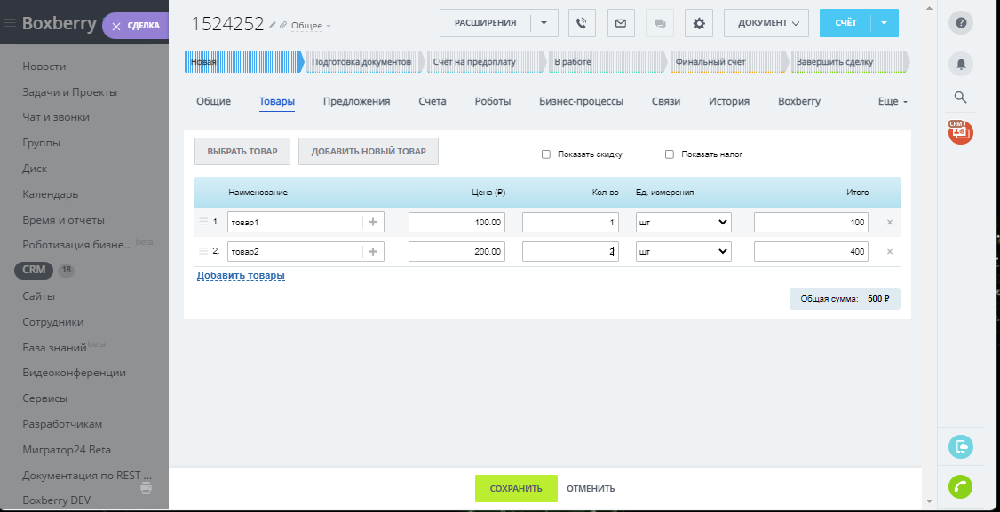 Boxberry
СДЕЛКА
Новости
Задачи и Проекты
Чат и звонки
Группы
Диск
Календарь
Время и отчеты
Роботизация бизне... beta
CRM 18
Сайты
Сотрудники
База знаний beta
Видеоконференции
Сервисы
Разработчикам
Мигратор24 Beta
Документация по REST ...
Boxberry DEV
1524252 Общее
РАСШИРЕНИЯ
ДОКУМЕНТ
СЧЁТ
Новая Подготовка документов Счёт на предоплату В работе Финальный счёт Завершить сделку
Общие Товары Предложения Счета Роботы Бизнес-процессы Связи История Boxberry Еще
ВЫБРАТЬ ТОВАР ДОБАВИТЬ НОВЫЙ ТОВАР Показать скидку Показать налог
Наименование Цена (₽) Кол-во Ед. измерения Итого
1. товар1 + 100.00 1 шт 100 ×
2. товар2 + 200.00 2 шт 400 ×
Добавить товары
Общая сумма: 500 ₽
СОХРАНИТЬ ОТМЕНИТЬ
?
CRM